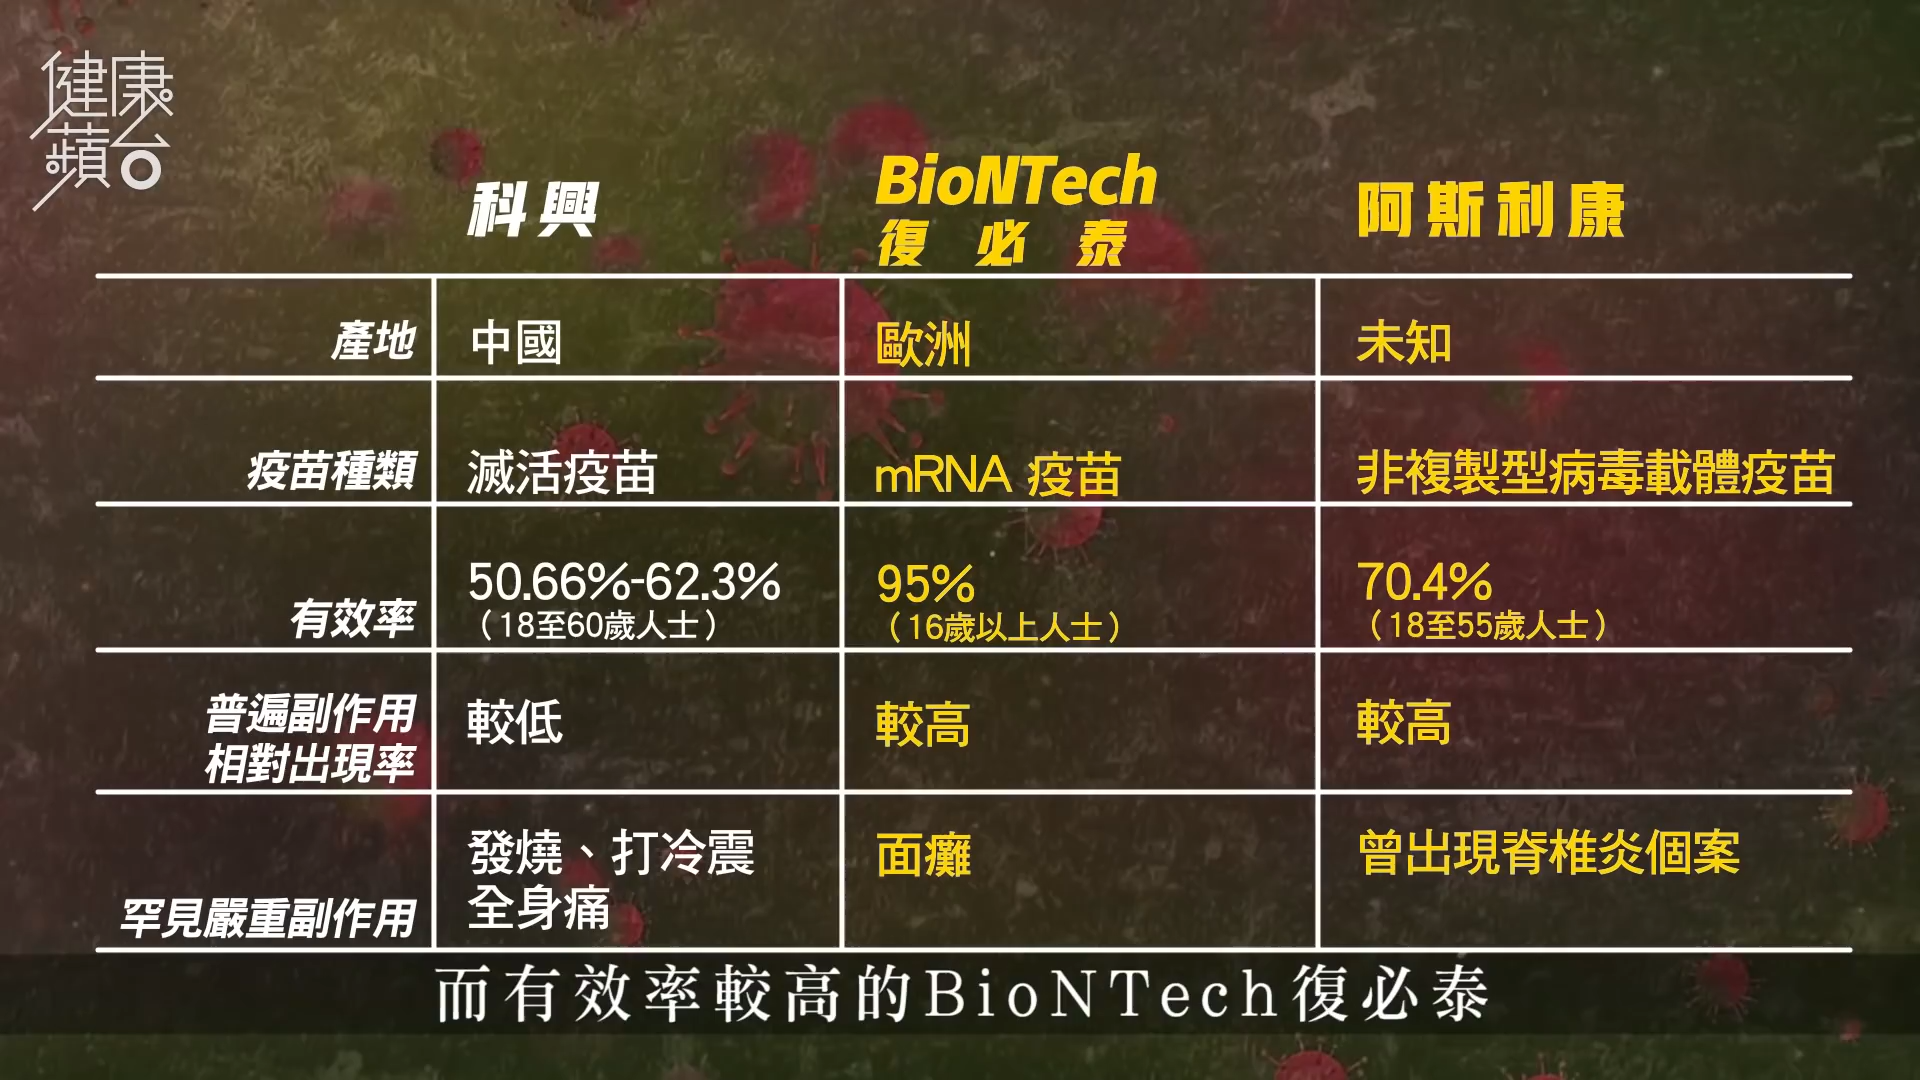 健康
蘋台
科興
BioNTech
復必泰
阿斯利康
產地
中國
歐洲
未知
疫苗種類
滅活疫苗
mRNA 疫苗
非複製型病毒載體疫苗
有效率
50.66%-62.3%
（18至60歲人士）
95%
（16歲以上人士）
70.4%
（18至55歲人士）
普遍副作用
相對出現率
較低
較高
較高
罕見嚴重副作用
發燒、打冷震
全身痛
面癱
曾出現脊椎炎個案
而有效率較高的BioNTech復必泰